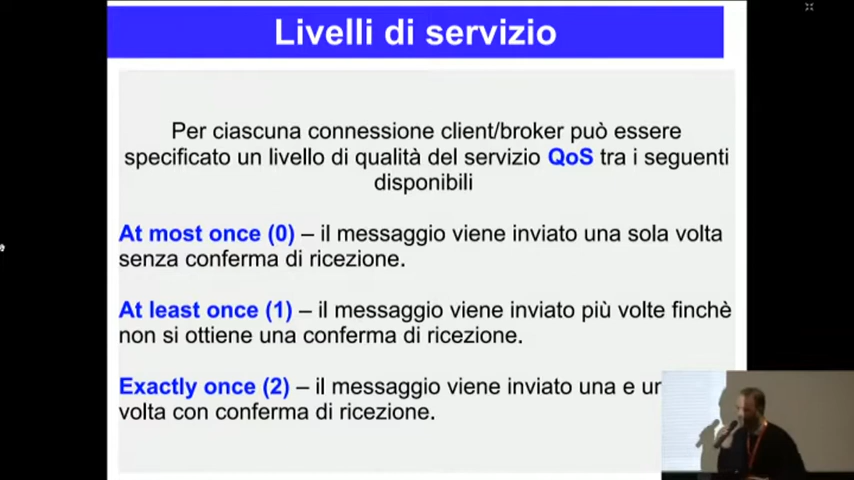 Livelli di servizio
Per ciascuna connessione client/broker può essere
specificato un livello di qualità del servizio QoS tra i seguenti
disponibili
At most once (0) – il messaggio viene inviato una sola volta
senza conferma di ricezione.
At least once (1) – il messaggio viene inviato più volte finchè
non si ottiene una conferma di ricezione.
Exactly once (2) – il messaggio viene inviato una e
volta con conferma di ricezione.